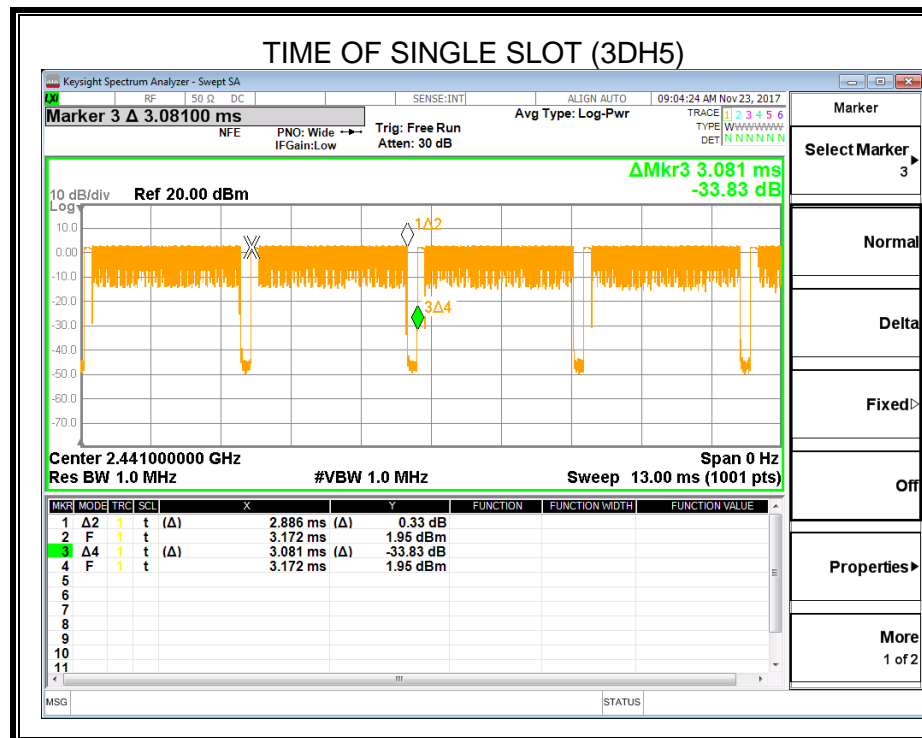 TIME OF SINGLE SLOT (3DH5)
Keysight Spectrum Analyzer - Swept SA
LXI RF 50 Ω DC SENSE:INT ALIGN AUTO 09:04:24 AM Nov 23, 2017
Marker 3 Δ 3.08100 ms
NFE
PNO: Wide
IFGain:Low
Trig: Free Run
Atten: 30 dB
Avg Type: Log-Pwr
TRACE 1 2 3 4 5 6
TYPE WWWWWW
DET N N N N N N
ΔMkr3 3.081 ms
-33.83 dB
10 dB/div Ref 20.00 dBm
Log
10.0
0.00
-10.0
-20.0
-30.0
-40.0
-50.0
-60.0
-70.0
1Δ2
3Δ4
Center 2.441000000 GHz Span 0 Hz
Res BW 1.0 MHz #VBW 1.0 MHz Sweep 13.00 ms (1001 pts)
MKR MODE TRC SCL X Y FUNCTION FUNCTION WIDTH FUNCTION VALUE
1 Δ2 1 t (Δ) 2.886 ms (Δ) 0.33 dB
2 F 1 t 3.172 ms 1.95 dBm
3 Δ4 1 t (Δ) 3.081 ms (Δ) -33.83 dB
4 F 1 t 3.172 ms 1.95 dBm
5
6
7
8
9
10
11
MSG STATUS
Marker
Select Marker
3
Normal
Delta
Fixed
Off
Properties
More
1 of 2